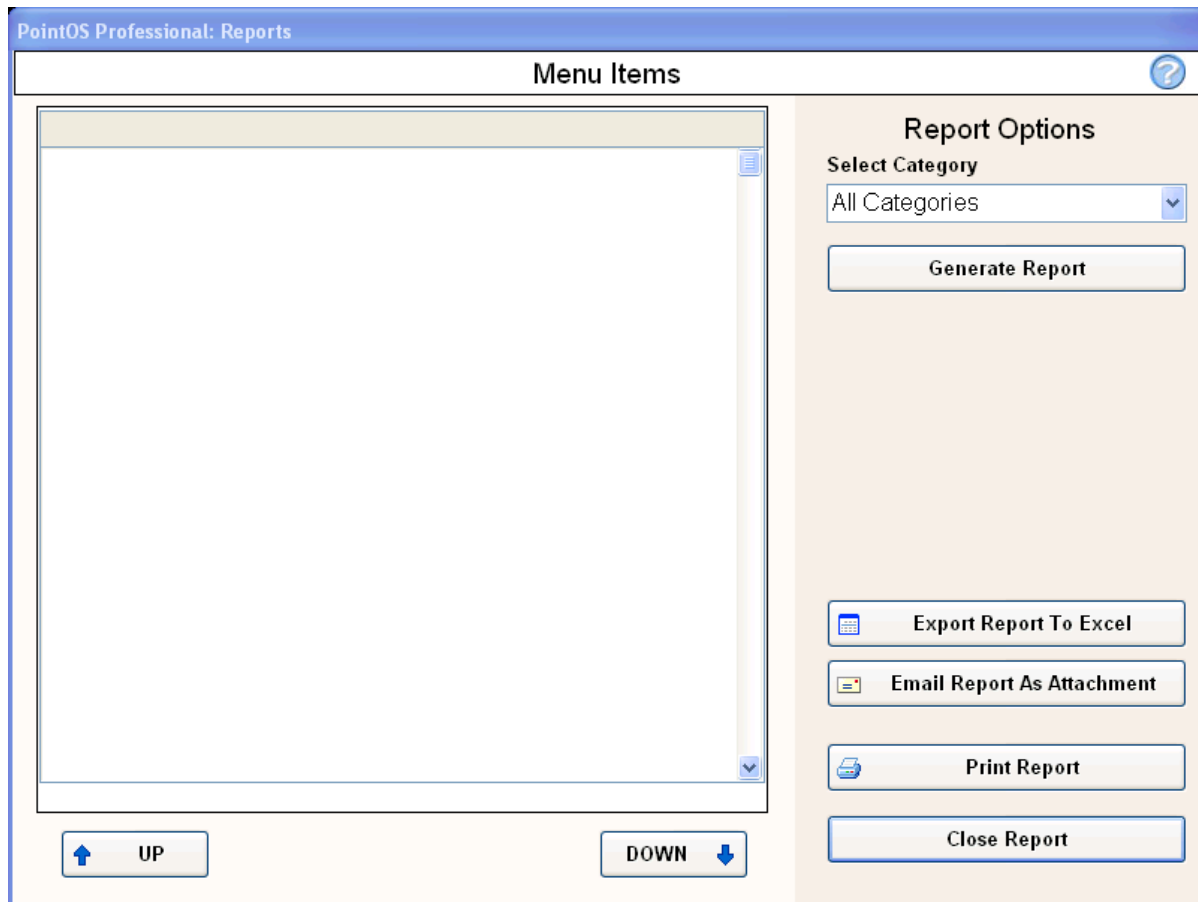 PointOS Professional: Reports
Menu Items
?
Report Options
Select Category
All Categories
Generate Report
Export Report To Excel
Email Report As Attachment
Print Report
Close Report
UP
DOWN